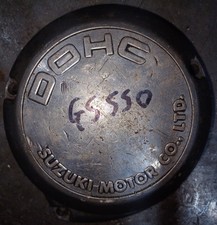 DOHC
GS550
SUZUKI MOTOR CO., LTD.